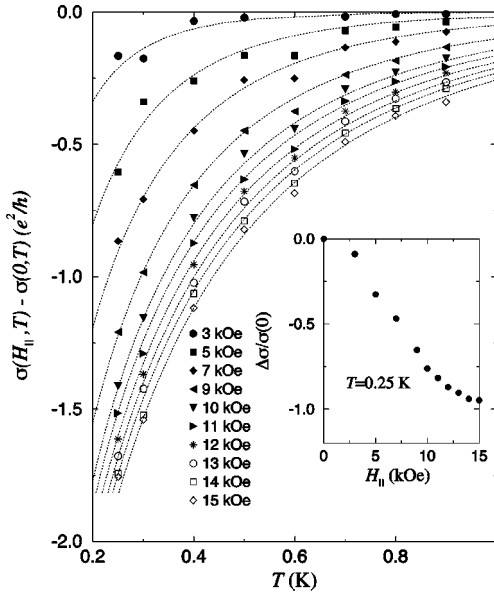 0.0
-0.5
-1.0
-1.5
-2.0
σ(H||,T) - σ(0,T) (e²/h)
0.2
0.4
0.6
0.8
T (K)
3 kOe
5 kOe
7 kOe
9 kOe
10 kOe
11 kOe
12 kOe
13 kOe
14 kOe
15 kOe
0.0
-0.5
-1.0
Δσ/σ(0)
T=0.25 K
0
5
10
15
H|| (kOe)